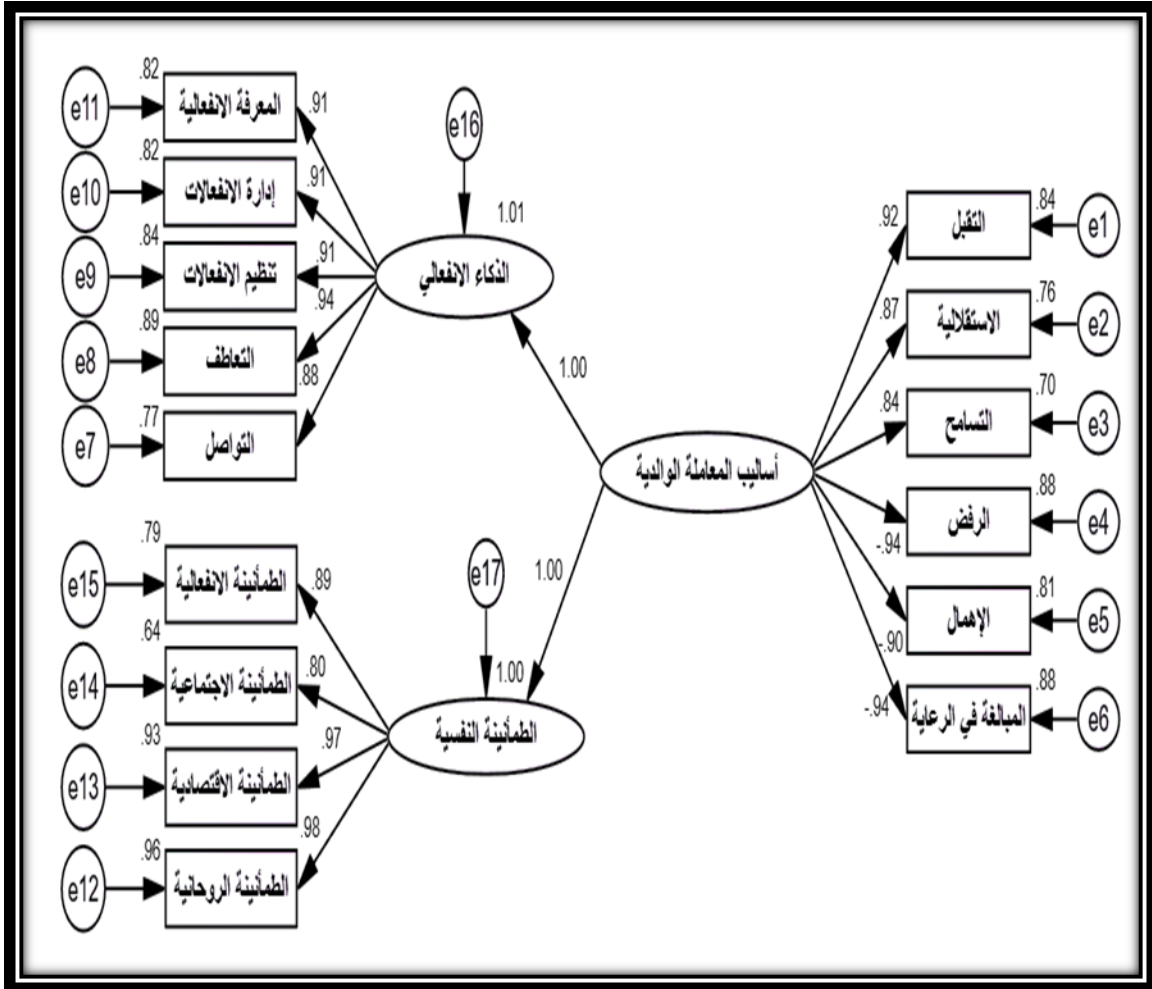 .82
e11
المعرفة الانفعالية
.91
.82
e10
إدارة الانفعالات
.91
.84
e9
تنظيم الانفعالات
.91
.89
e8
التعاطف
.94
.77
e7
التواصل
.88
e16
1.01
الذكاء الانفعالي
1.00
.79
e15
الطمأنينة الانفعالية
.89
.64
e14
الطمأنينة الاجتماعية
.80
.93
e13
الطمأنينة الاقتصادية
.97
.96
e12
الطمأنينة الروحانية
.98
e17
1.00
الطمأنينة النفسية
1.00
أساليب المعاملة الوالدية
.92
التقبل
.84
e1
.87
الاستقلالية
.76
e2
.84
التسامح
.70
e3
-.94
الرفض
.88
e4
-.90
الإهمال
.81
e5
-.94
المبالغة في الرعاية
.88
e6